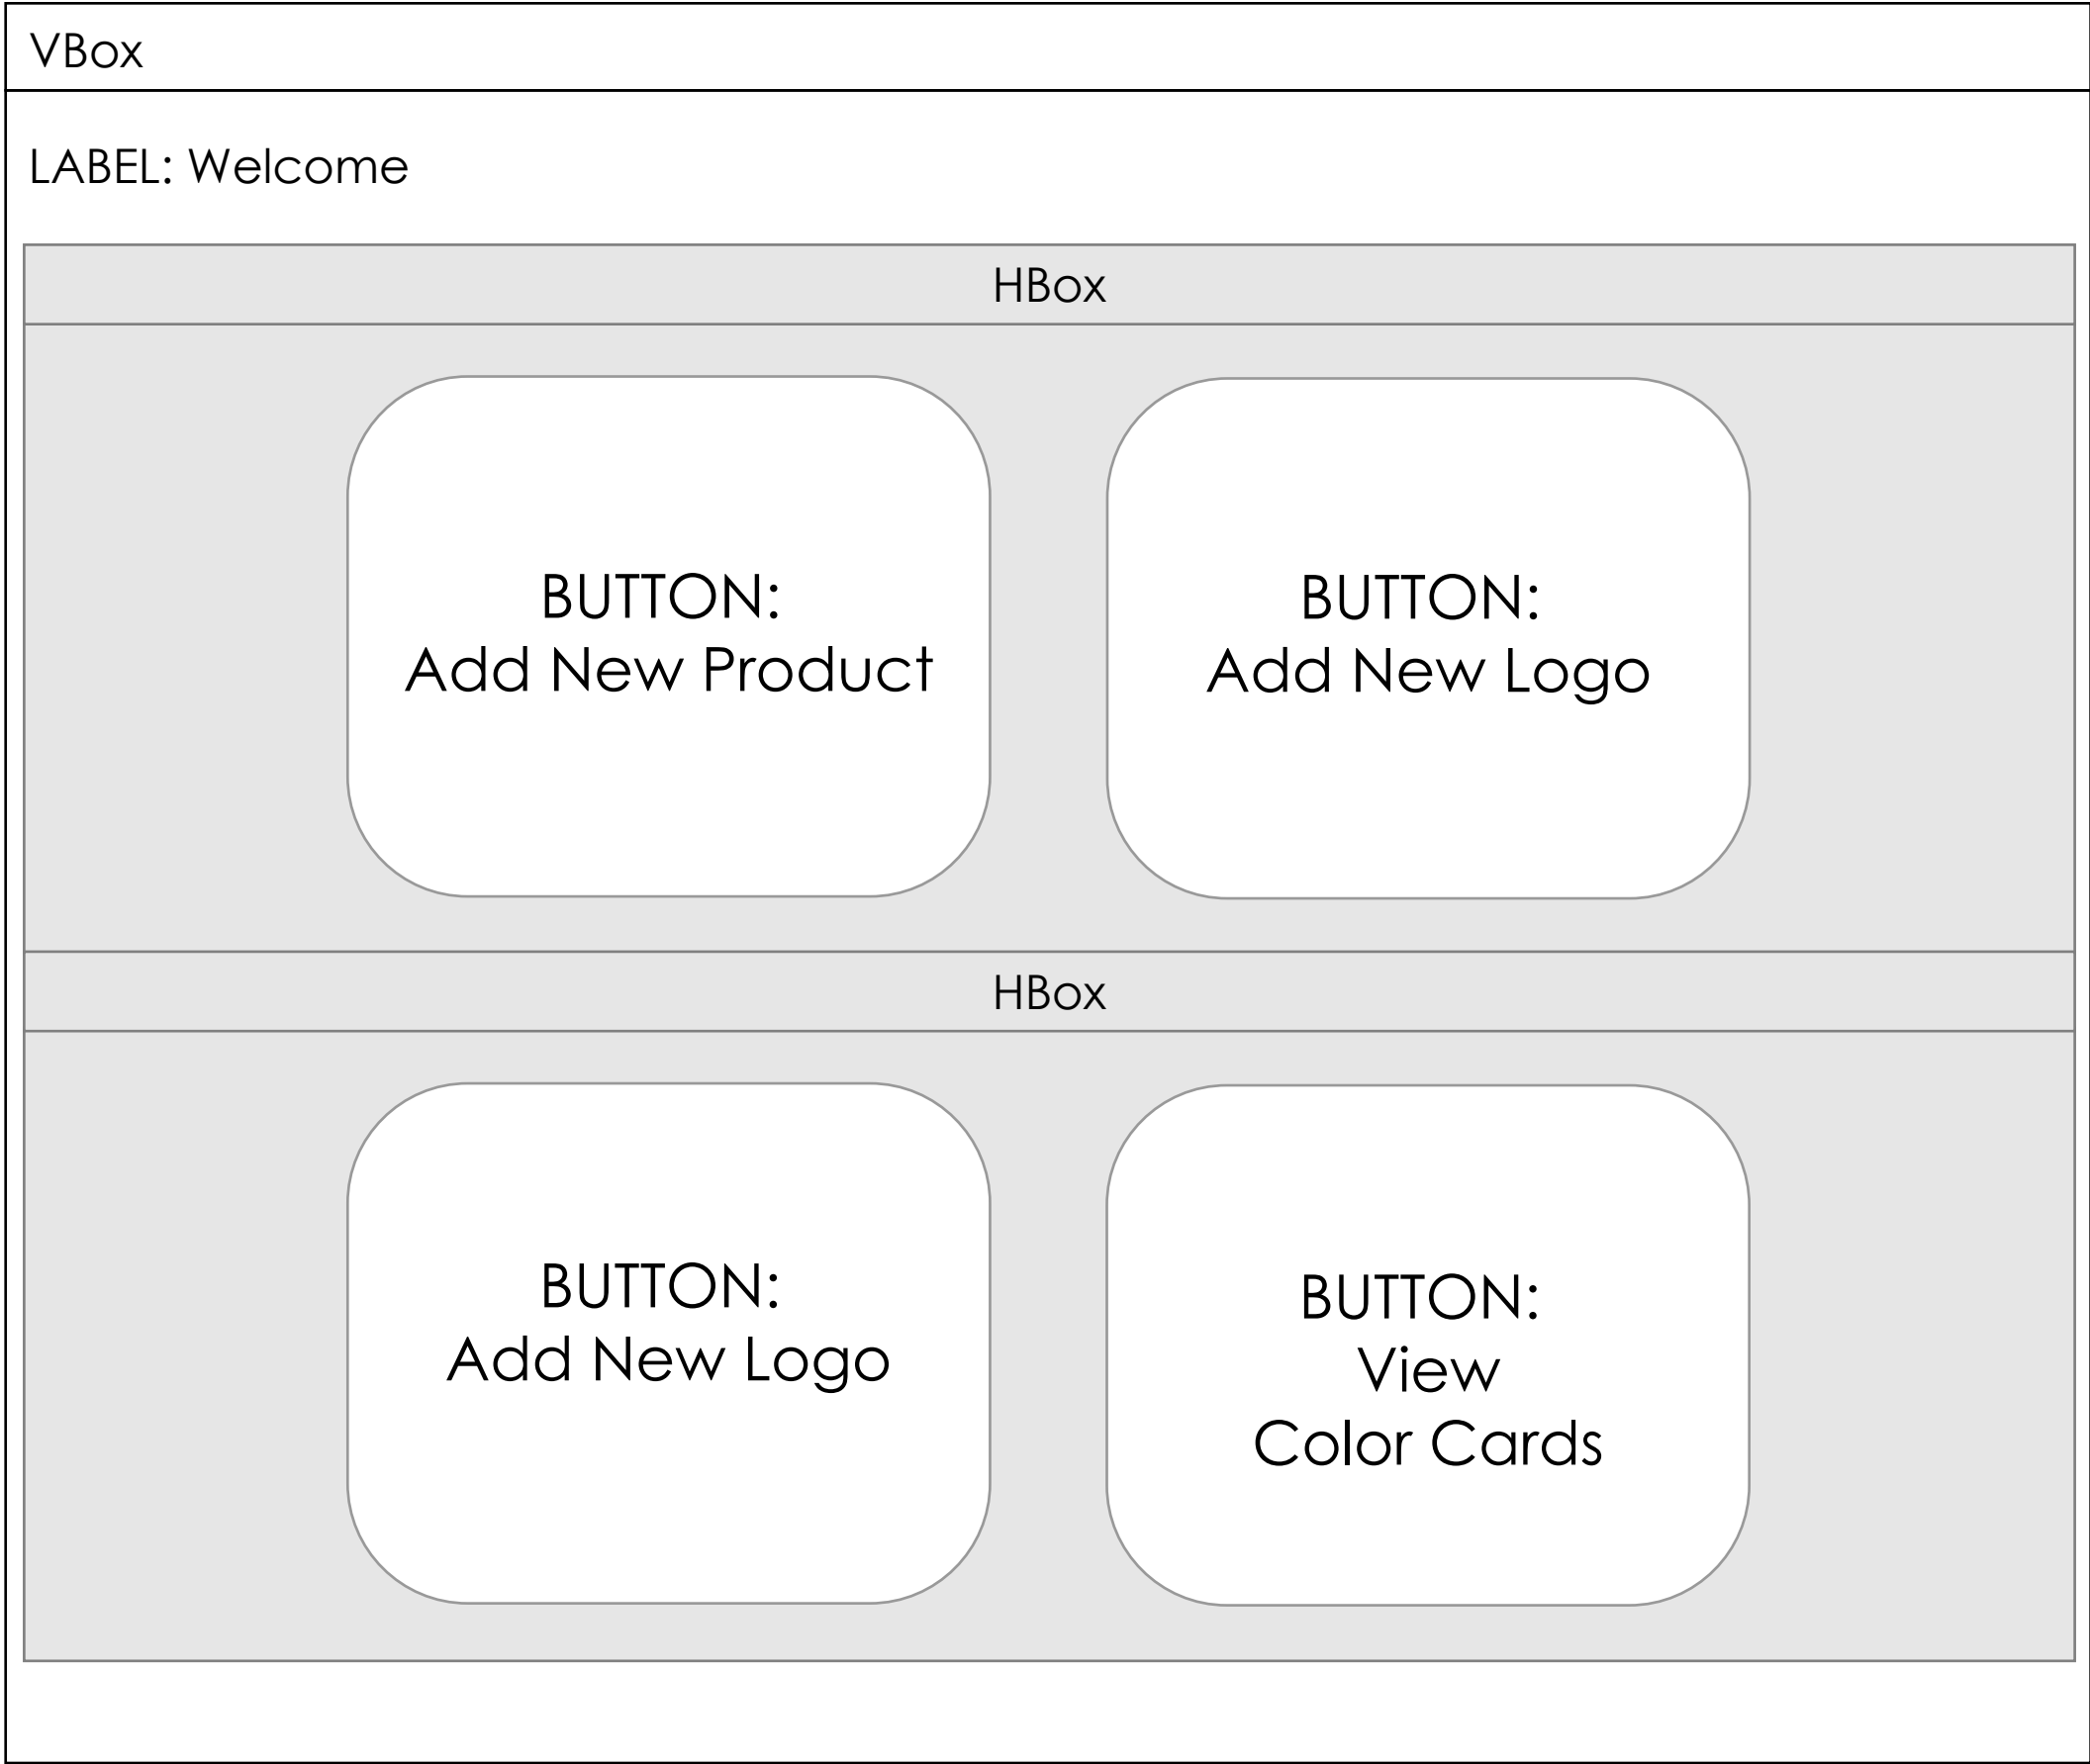 VBox
LABEL: Welcome
HBox
BUTTON:
Add New Product
BUTTON:
Add New Logo
HBox
BUTTON:
Add New Logo
BUTTON:
View
Color Cards